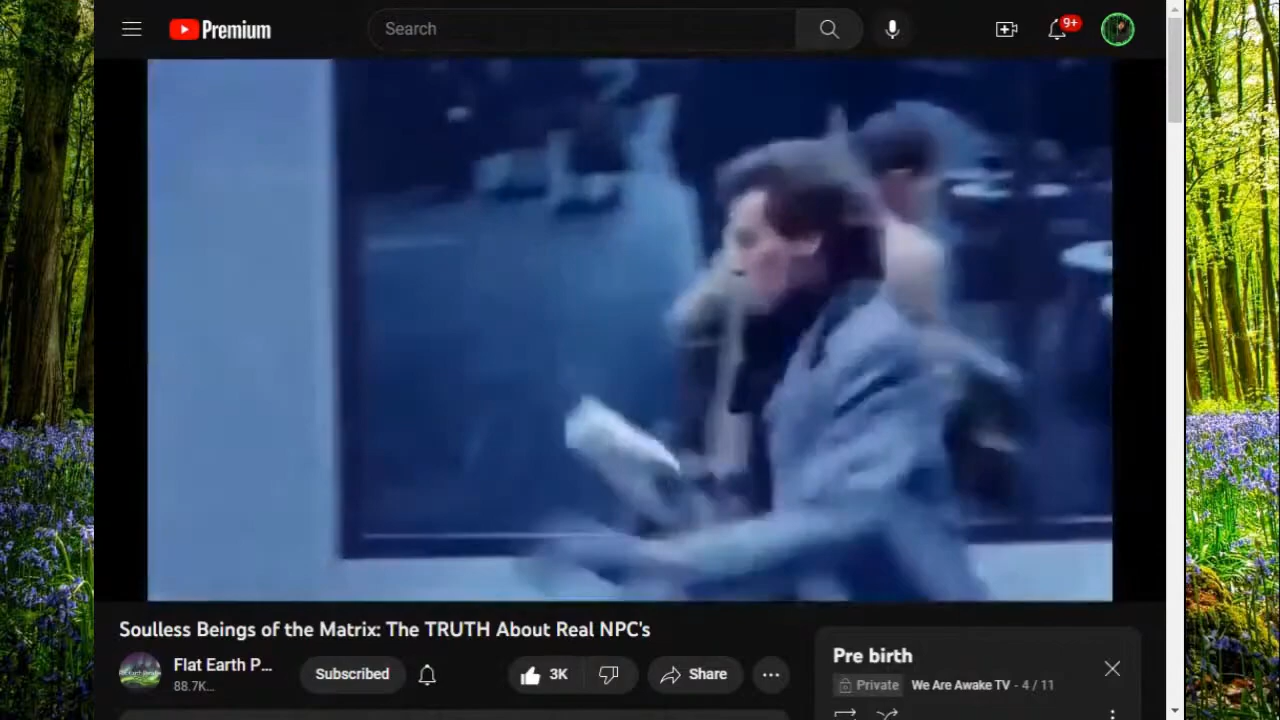 Premium
Search
9+
Soulless Beings of the Matrix: The TRUTH About Real NPC's
Flat Earth P...
88.7K...
Subscribed
3K
Share
Pre birth
Private
We Are Awake TV - 4 / 11